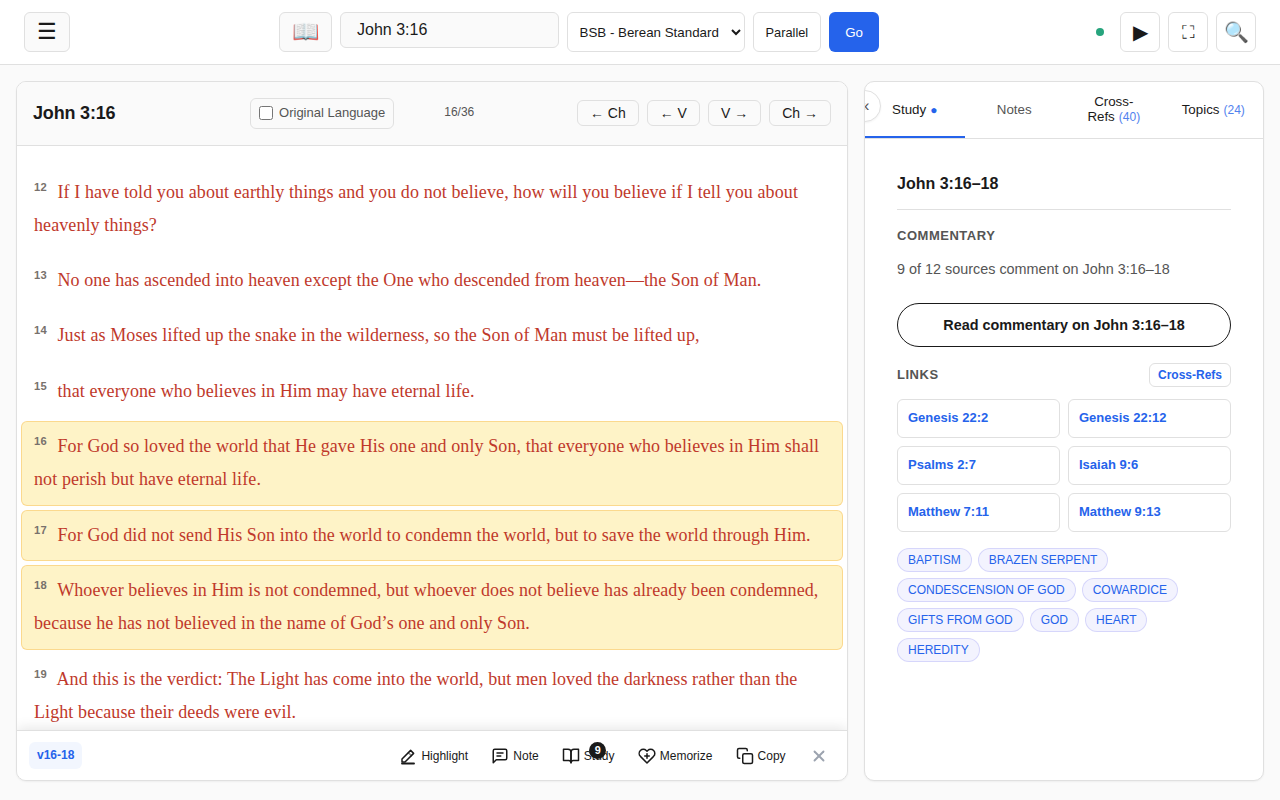 John 3:16
BSB - Berean Standard
Parallel
Go
John 3:16
Original Language
16/36
← Ch
← V
V →
Ch →
12 If I have told you about earthly things and you do not believe, how will you believe if I tell you about
heavenly things?
13 No one has ascended into heaven except the One who descended from heaven—the Son of Man.
14 Just as Moses lifted up the snake in the wilderness, so the Son of Man must be lifted up,
15 that everyone who believes in Him may have eternal life.
16 For God so loved the world that He gave His one and only Son, that everyone who believes in Him shall
not perish but have eternal life.
17 For God did not send His Son into the world to condemn the world, but to save the world through Him.
18 Whoever believes in Him is not condemned, but whoever does not believe has already been condemned,
because he has not believed in the name of God’s one and only Son.
19 And this is the verdict: The Light has come into the world, but men loved the darkness rather than the
Light because their deeds were evil.
v16-18
Highlight
Note
Study
9
Memorize
Copy
Study
Notes
Cross-
Refs (40)
Topics (24)
John 3:16–18
COMMENTARY
9 of 12 sources comment on John 3:16–18
Read commentary on John 3:16–18
LINKS
Cross-Refs
Genesis 22:2
Genesis 22:12
Psalms 2:7
Isaiah 9:6
Matthew 7:11
Matthew 9:13
BAPTISM
BRAZEN SERPENT
CONDESCENSION OF GOD
COWARDICE
GIFTS FROM GOD
GOD
HEART
HEREDITY